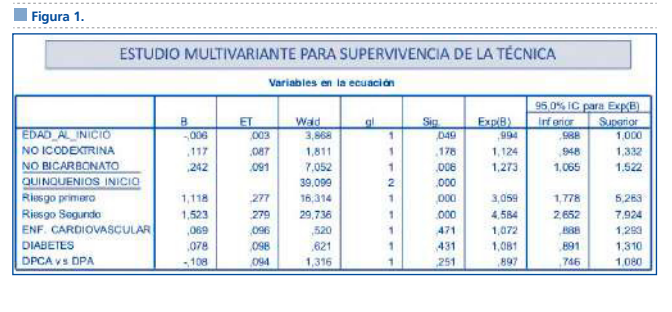 Figura 1.
ESTUDIO MULTIVARIANTE PARA SUPERVIVENCIA DE LA TÉCNICA
Variables en la ecuación
95,0% IC para Exp(B)
B ET Wald gl Sig. Exp(B) Inferior Superior
EDAD_AL_INICIO -,006 ,003 3,868 1 ,049 ,994 ,988 1,000
NO ICODEXTRINA ,117 ,087 1,811 1 ,178 1,124 ,948 1,332
NO BICARBONATO ,242 ,091 7,052 1 ,008 1,273 1,065 1,522
QUINQUENIOS INICIO 39,099 2 ,000
Riesgo primero 1,118 ,277 16,314 1 ,000 3,059 1,778 5,263
Riesgo Segundo 1,523 ,279 29,736 1 ,000 4,584 2,652 7,924
ENF. CARDIOVASCULAR ,069 ,096 ,520 1 ,471 1,072 ,888 1,293
DIABETES ,078 ,098 ,621 1 ,431 1,081 ,891 1,310
DPCA vs DPA -,108 ,094 1,316 1 ,251 ,897 ,746 1,080